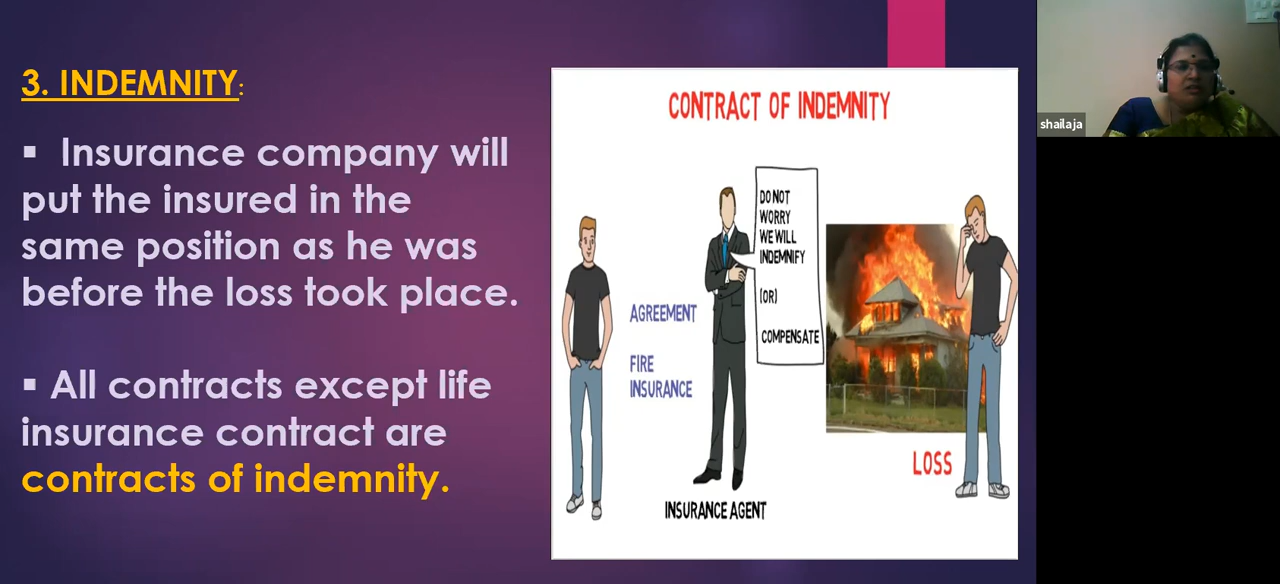 3. INDEMNITY:
▪ Insurance company will
put the insured in the
same position as he was
before the loss took place.
▪ All contracts except life
insurance contract are
contracts of indemnity.
CONTRACT OF INDEMNITY
DO NOT
WORRY
WE WILL
INDEMNIFY
(OR)
COMPENSATE
AGREEMENT
FIRE
INSURANCE
LOSS
INSURANCE AGENT
shailaja